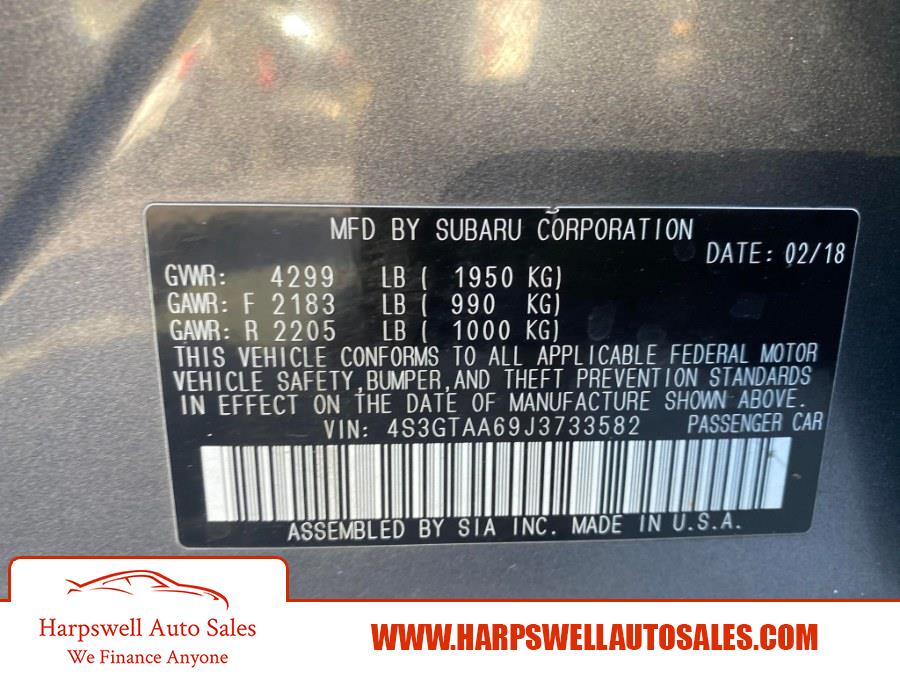 MFD BY SUBARU CORPORATION
DATE: 02/18
GVWR: 4299 LB ( 1950 KG)
GAWR: F 2183 LB ( 990 KG)
GAWR: R 2205 LB ( 1000 KG)
THIS VEHICLE CONFORMS TO ALL APPLICABLE FEDERAL MOTOR
VEHICLE SAFETY,BUMPER,AND THEFT PREVENTION STANDARDS
IN EFFECT ON THE DATE OF MANUFACTURE SHOWN ABOVE.
VIN: 4S3GTAA69J3733582 PASSENGER CAR
ASSEMBLED BY SIA INC. MADE IN U.S.A.
Harpswell Auto Sales
We Finance Anyone
WWW.HARPSWELLAUTOSALES.COM